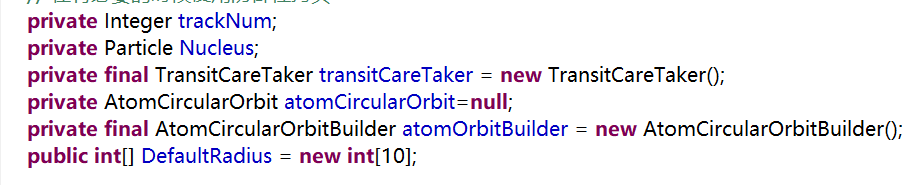 private Integer trackNum;
private Particle Nucleus;
private final TransitCareTaker transitCareTaker = new TransitCareTaker();
private AtomCircularOrbit atomCircularOrbit=null;
private final AtomCircularOrbitBuilder atomOrbitBuilder = new AtomCircularOrbitBuilder();
public int[] DefaultRadius = new int[10];